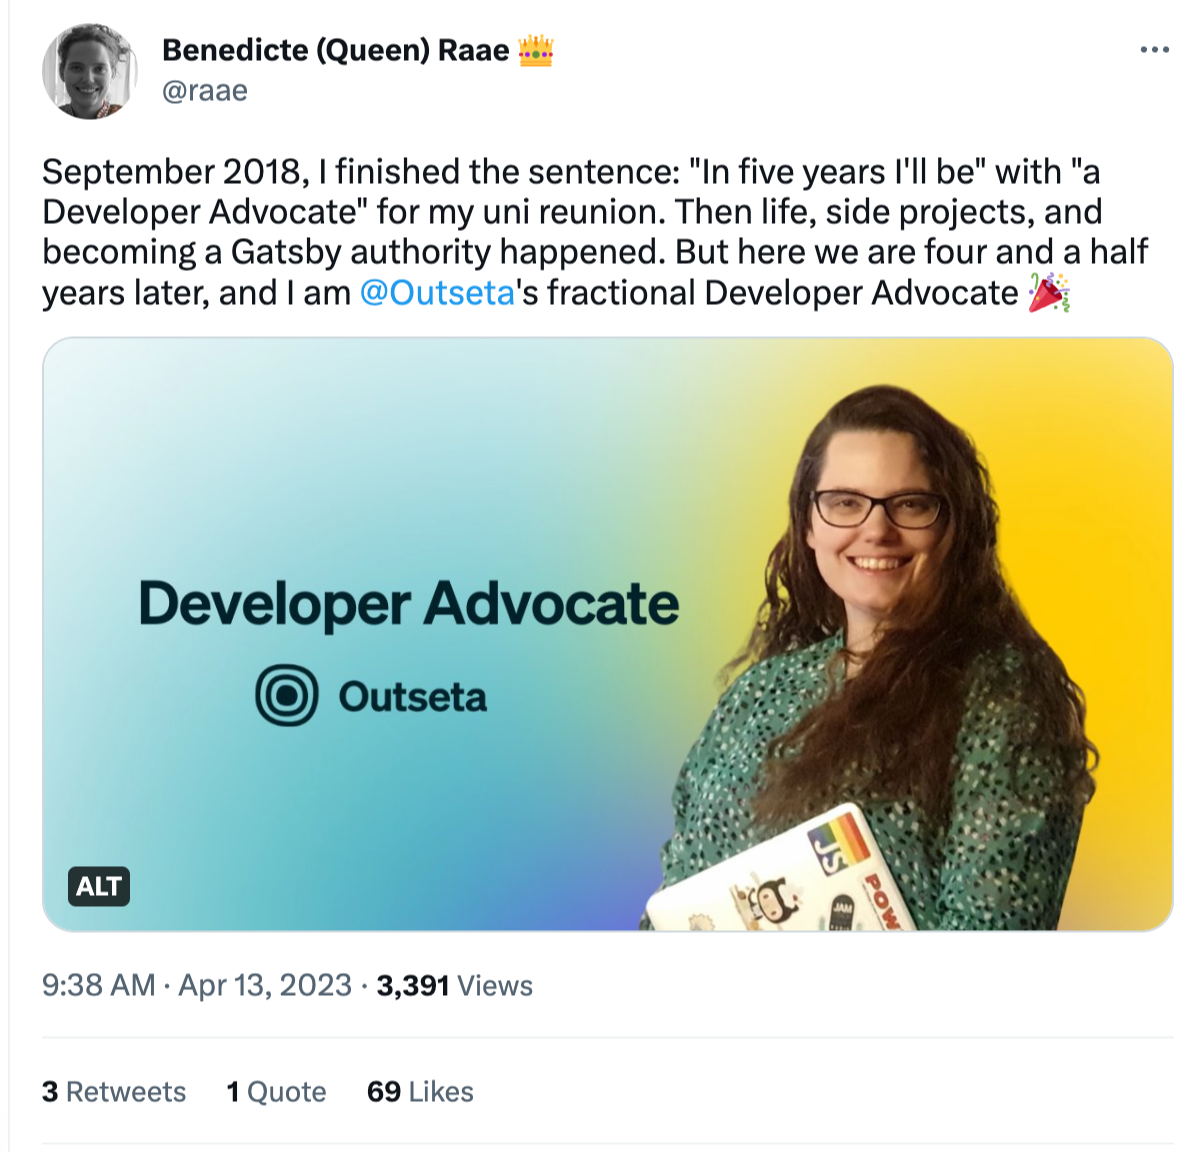 Benedicte (Queen) Raae 👑
@raae
September 2018, I finished the sentence: "In five years I'll be" with "a
Developer Advocate" for my uni reunion. Then life, side projects, and
becoming a Gatsby authority happened. But here we are four and a half
years later, and I am @Outseta's fractional Developer Advocate 🎉
Developer Advocate
Outseta
JS
POW
JAM
ALT
9:38 AM · Apr 13, 2023 · 3,391 Views
3 Retweets 1 Quote 69 Likes